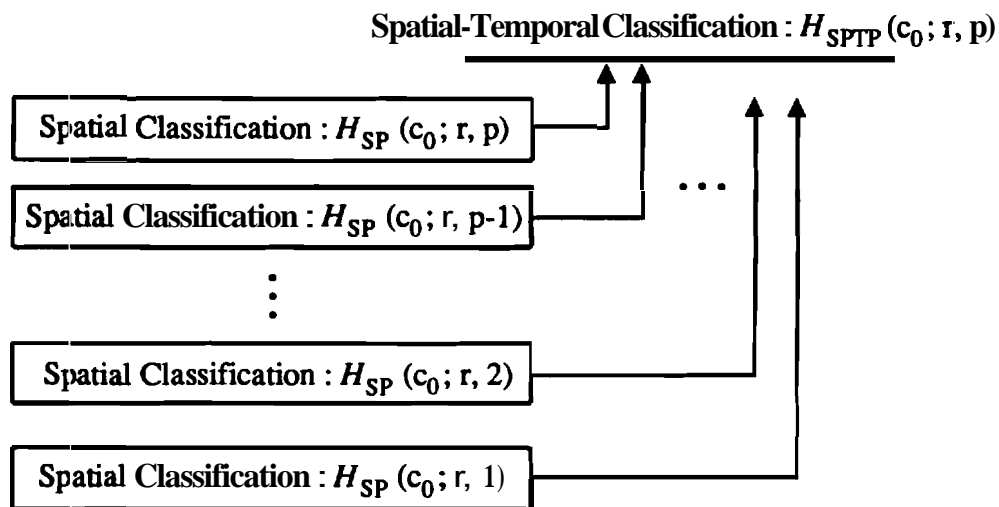 Spatial-Temporal Classification : H_SPTP (c_0 ; r, p)
Spatial Classification : H_SP (c_0 ; r, p)
Spatial Classification : H_SP (c_0 ; r, p-1)
...
⋮
Spatial Classification : H_SP (c_0 ; r, 2)
Spatial Classification : H_SP (c_0 ; r, 1)